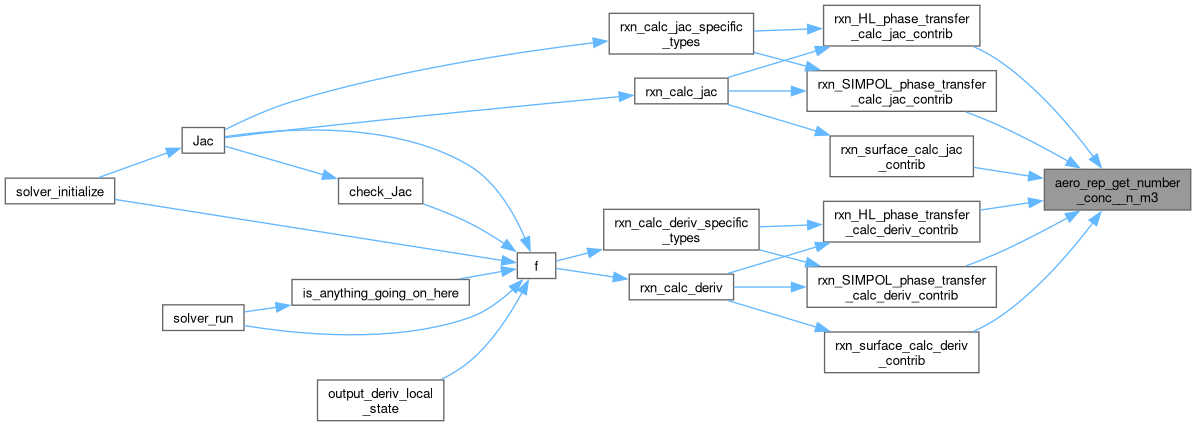 rxn_calc_jac_specific
_types
rxn_HL_phase_transfer
_calc_jac_contrib
rxn_calc_jac
rxn_SIMPOL_phase_transfer
_calc_jac_contrib
Jac
rxn_surface_calc_jac
_contrib
solver_initialize
check_Jac
aero_rep_get_number
_conc__n_m3
rxn_calc_deriv_specific
_types
rxn_HL_phase_transfer
_calc_deriv_contrib
f
is_anything_going_on_here
rxn_calc_deriv
rxn_SIMPOL_phase_transfer
_calc_deriv_contrib
solver_run
rxn_surface_calc_deriv
_contrib
output_deriv_local
_state